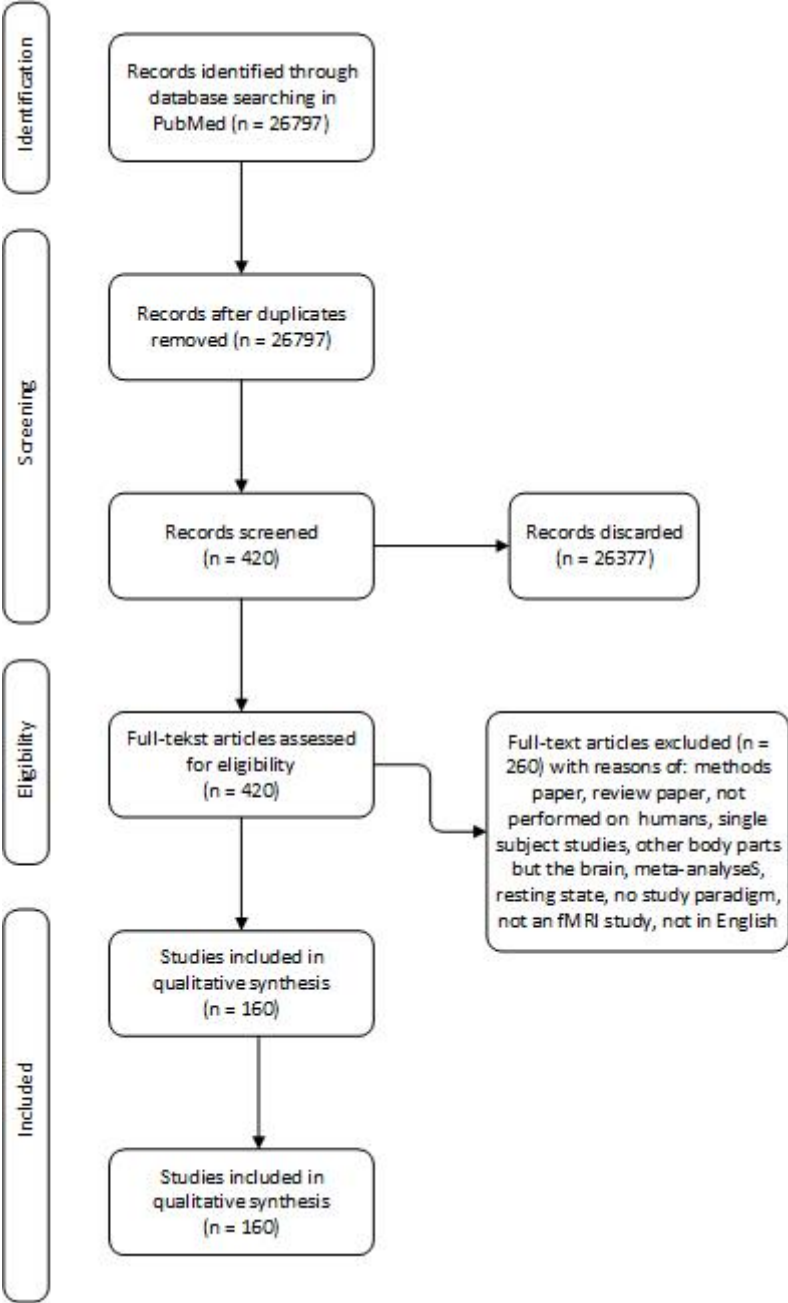 Identification
Records identified through
database searching in
PubMed (n = 26797)
Screening
Records after duplicates
removed (n = 26797)
Records screened
(n = 420)
Records discarded
(n = 26377)
Eligibility
Full-tekst articles assessed
for eligibility
(n = 420)
Full-text articles excluded (n =
260) with reasons of: methods
paper, review paper, not
performed on humans, single
subject studies, other body parts
but the brain, meta-analyseS,
resting state, no study paradigm,
not an fMRI study, not in English
Included
Studies included in
qualitative synthesis
(n = 160)
Studies included in
qualitative synthesis
(n = 160)